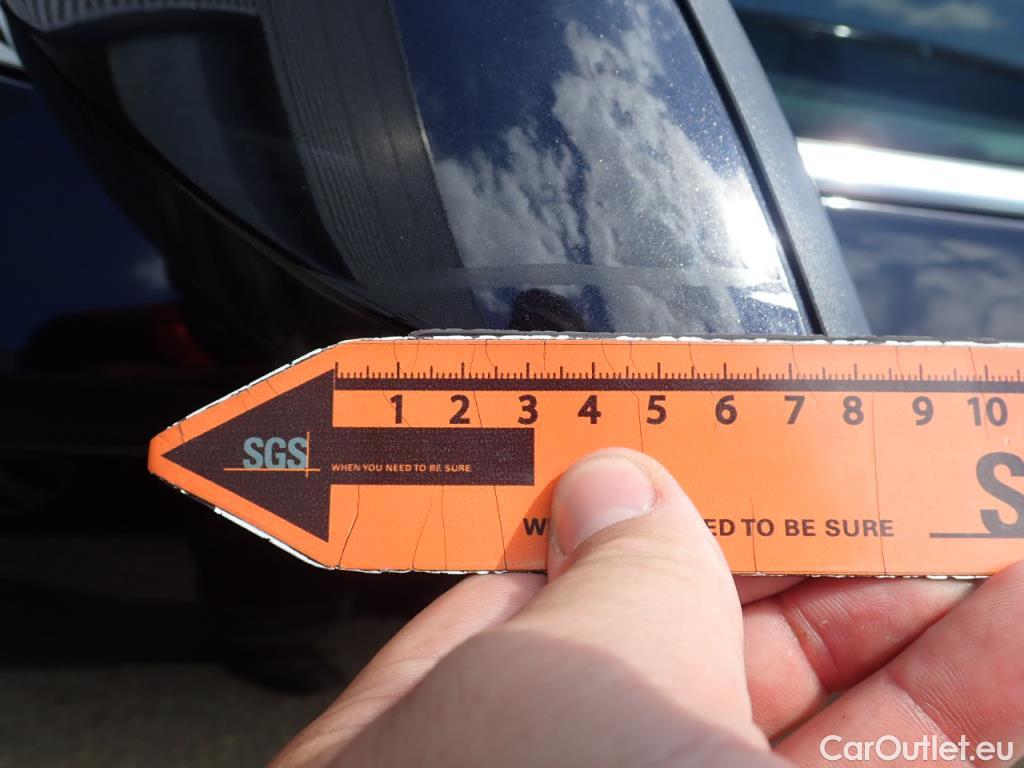 1 2 3 4 5 6 7 8 9 10
SGS
WHEN YOU NEED TO BE SURE
S
W ED TO BE SURE
CarOutlet.eu